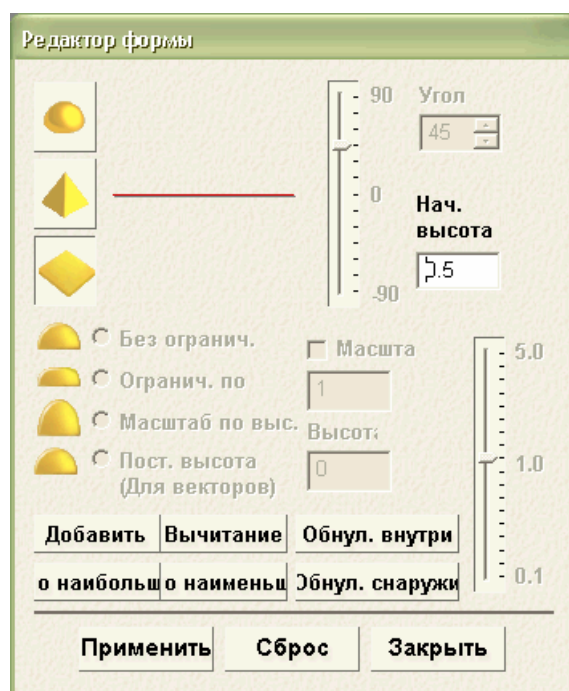 Редактор формы
90 Угол
45
0 Нач.
высота
.5
-90
Без огранич.
Масшта
5.0
Огранич. по
1
Масштаб по выс.
Высота
Пост. высота
(Для векторов)
0
1.0
Добавить Вычитание Обнул. внутри
о наибольш о наименьш Обнул. снаружи
0.1
Применить Сброс Закрыть